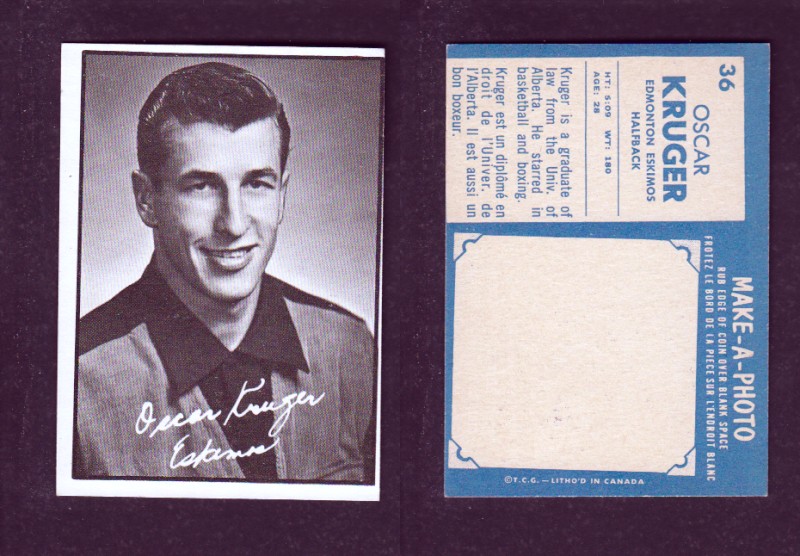 Oscar Kruger
Eskimos
36
OSCAR
KRUGER
EDMONTON ESKIMOS
HALFBACK
HT: 5:09 WT: 180
AGE: 28
Kruger is a graduate of
law from the Univ. of
Alberta. He starred in
basketball and boxing.
Kruger est un diplômé en
droit de l'Univer. de
l'Alberta. Il est aussi un
bon boxeur.
MAKE-A-PHOTO
RUB EDGE OF COIN OVER BLANK SPACE
FROTEZ LE BORD DE LA PIECE SUR L'ENDROIT BLANC
©T.C.G.—LITHO'D IN CANADA